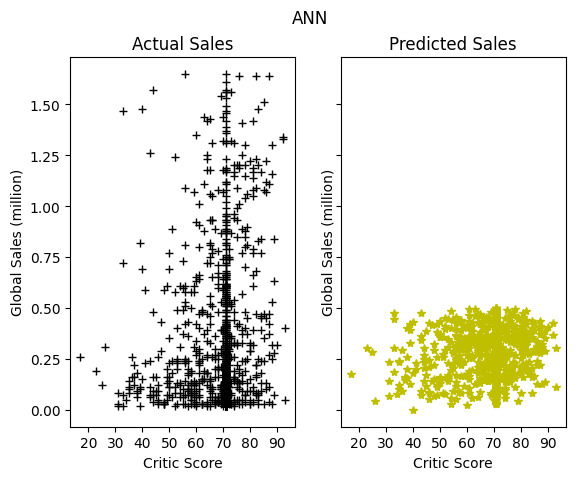 ANN
Actual Sales
Predicted Sales
Global Sales (million)
1.50
1.25
1.00
0.75
0.50
0.25
0.00
20 30 40 50 60 70 80 90
Critic Score
Global Sales (million)
20 30 40 50 60 70 80 90
Critic Score